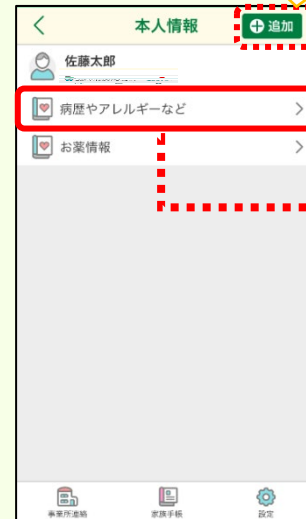 本人情報
追加
佐藤太郎
病歴やアレルギーなど
お薬情報
事業所連絡
家族手帳
設定